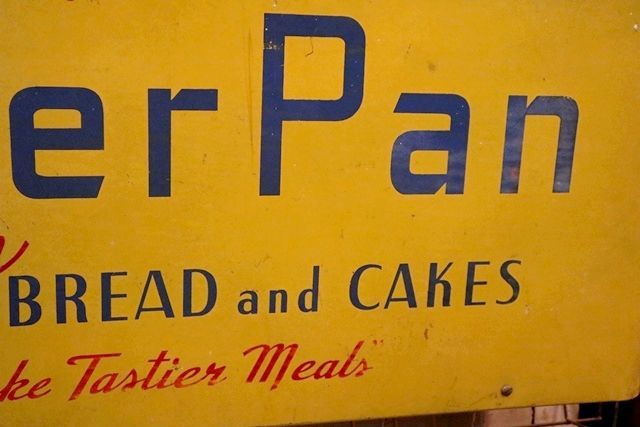 erPan
BREAD and CAKES
ke Tastier Meals"